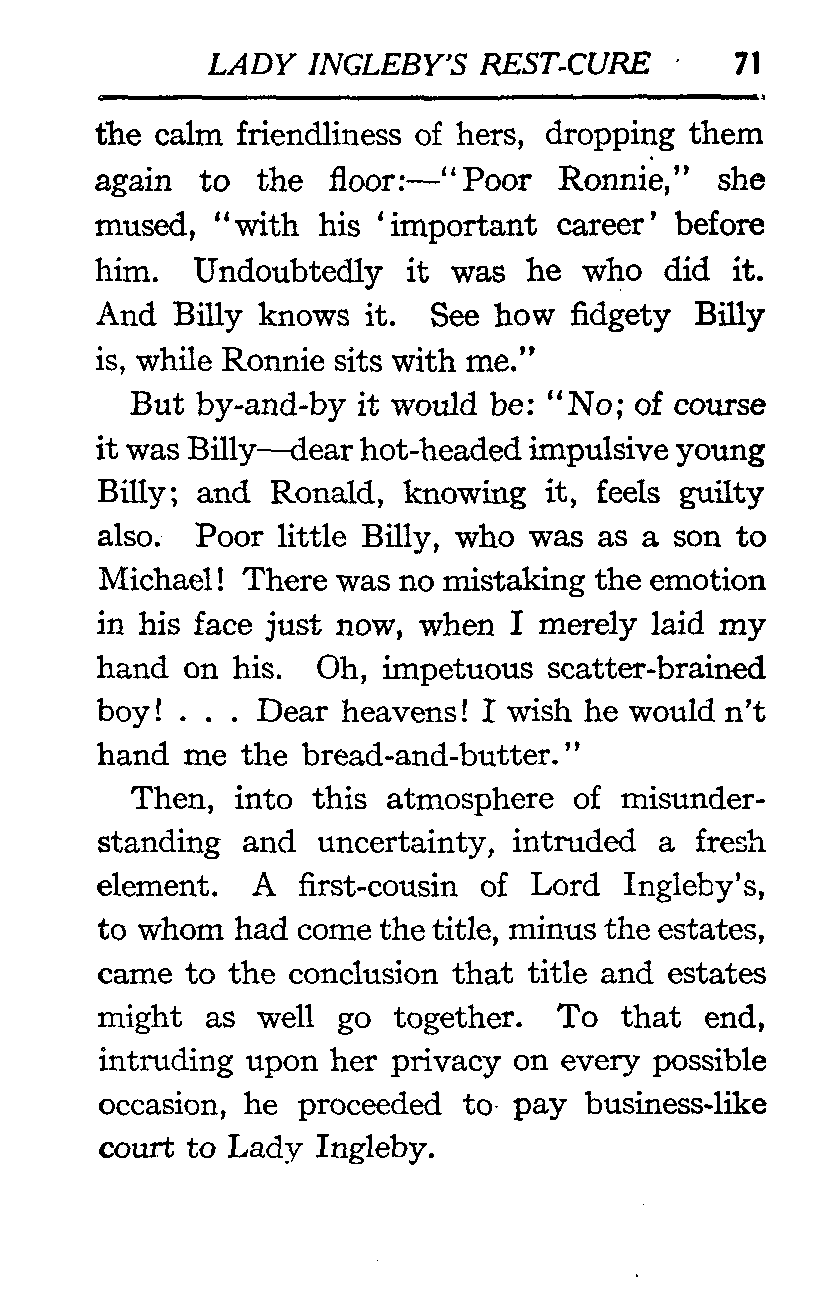 LADY INGLEBY'S REST-CURE 71
the calm friendliness of hers, dropping them
again to the floor:—"Poor Ronnie," she
mused, "with his 'important career' before
him. Undoubtedly it was he who did it.
And Billy knows it. See how fidgety Billy
is, while Ronnie sits with me."
But by-and-by it would be: "No; of course
it was Billy—dear hot-headed impulsive young
Billy; and Ronald, knowing it, feels guilty
also. Poor little Billy, who was as a son to
Michael! There was no mistaking the emotion
in his face just now, when I merely laid my
hand on his. Oh, impetuous scatter-brained
boy! . . . Dear heavens! I wish he would n't
hand me the bread-and-butter."
Then, into this atmosphere of misunder-
standing and uncertainty, intruded a fresh
element. A first-cousin of Lord Ingleby's,
to whom had come the title, minus the estates,
came to the conclusion that title and estates
might as well go together. To that end,
intruding upon her privacy on every possible
occasion, he proceeded to pay business-like
court to Lady Ingleby.